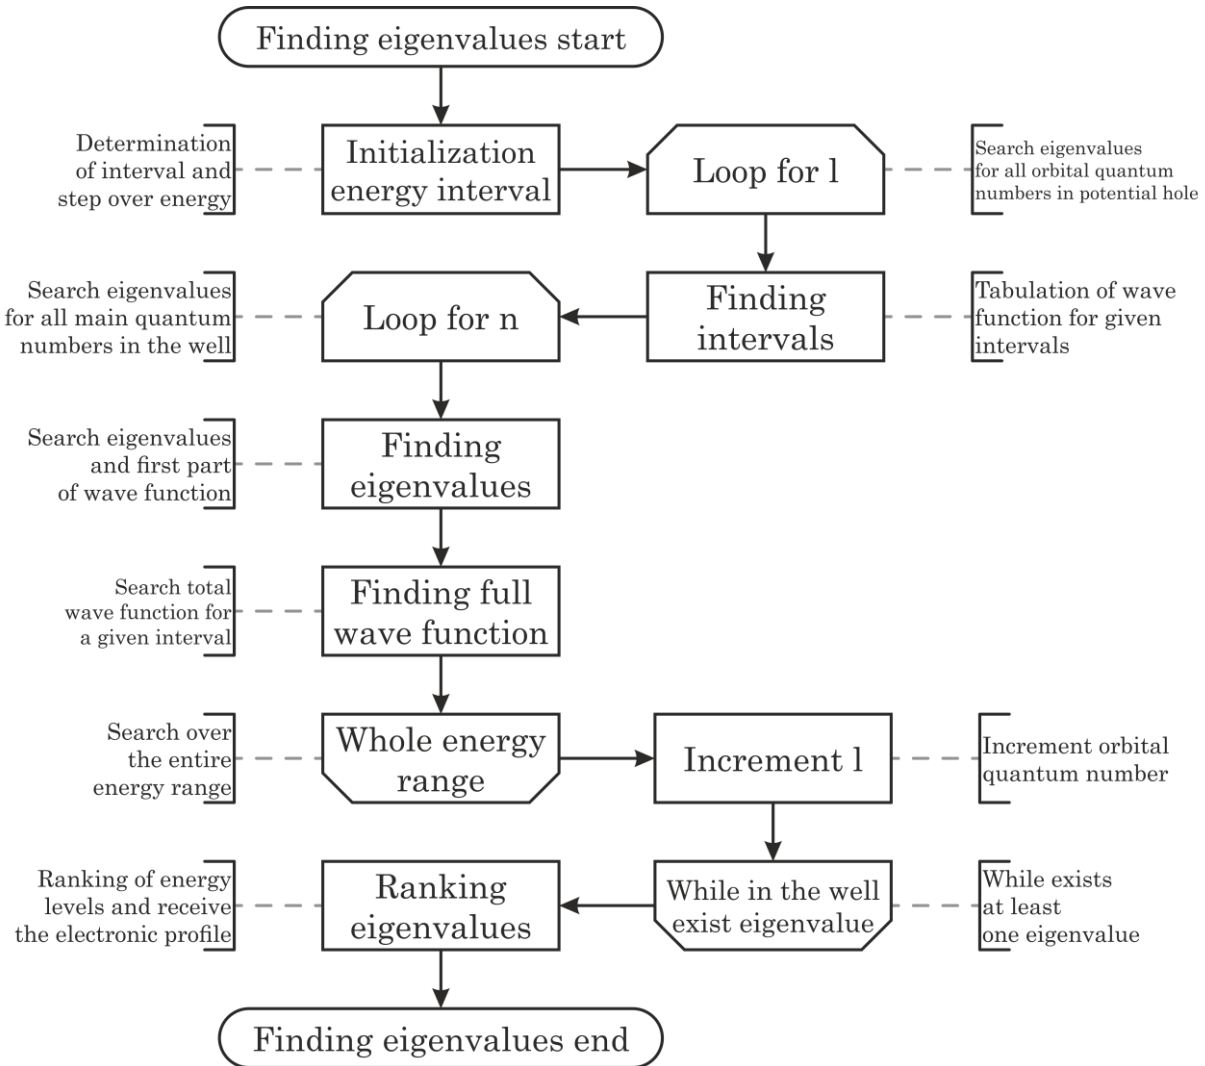 Finding eigenvalues start
Determination
of interval and
step over energy
Initialization
energy interval
Loop for l
Search eigenvalues
for all orbital quantum
numbers in potential hole
Search eigenvalues
for all main quantum
numbers in the well
Loop for n
Finding
intervals
Tabulation of wave
function for given
intervals
Search eigenvalues
and first part
of wave function
Finding
eigenvalues
Search total
wave function for
a given interval
Finding full
wave function
Search over
the entire
energy range
Whole energy
range
Increment l
Increment orbital
quantum number
Ranking of energy
levels and receive
the electronic profile
Ranking
eigenvalues
While in the well
exist eigenvalue
While exists
at least
one eigenvalue
Finding eigenvalues end